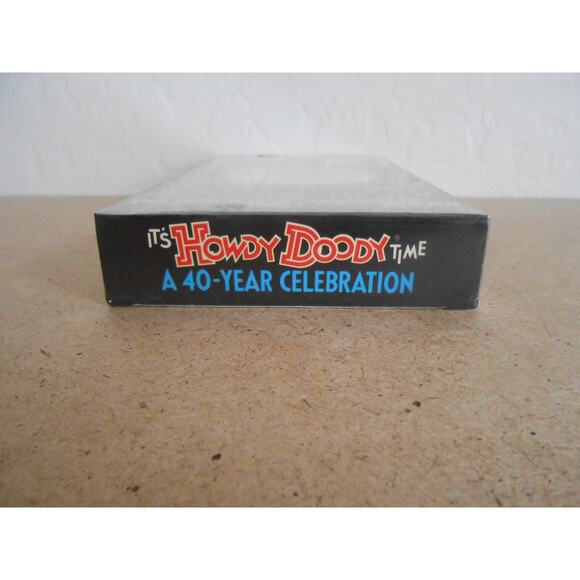 IT'S HOWDY DOODY® TIME
A 40-YEAR CELEBRATION